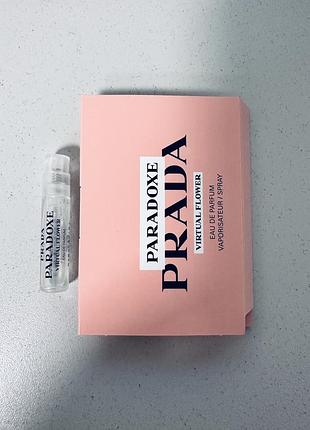 PRADA
PARADOXE
VIRTUAL FLOWER
PARADOXE
PRADA
VIRTUAL FLOWER
EAU DE PARFUM
VAPORISATEUR / SPRAY